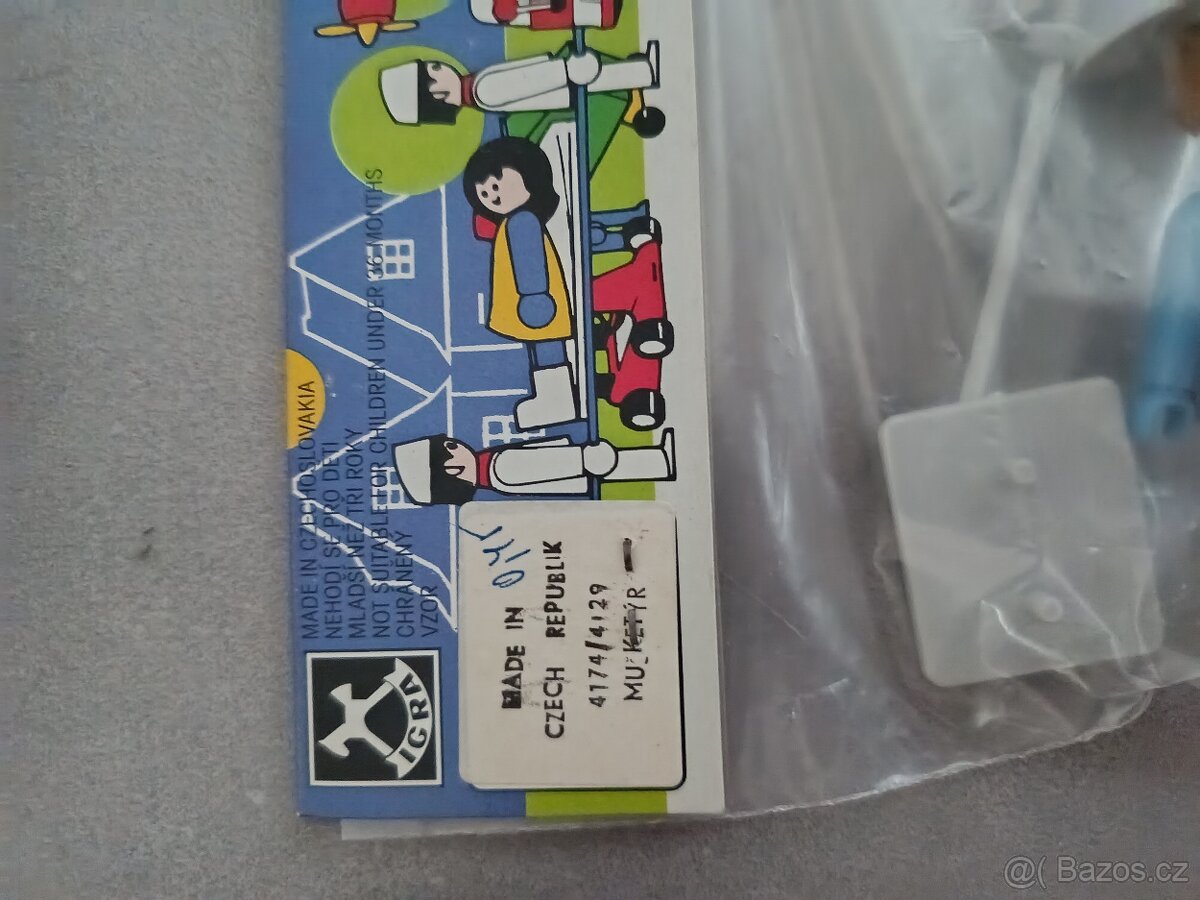 MADE IN CZECHOSLOVAKIA
NEHODÍ SE PRO DĚTI
MLADŠÍ NEŽ TŘI ROKY
NOT SUITABLE FOR CHILDREN UNDER 36 MONTHS
CHRÁNĚNÝ
VZOR
IGRA
MADE IN
CZECH REPUBLIK
4174/4129
@( Bazos.cz